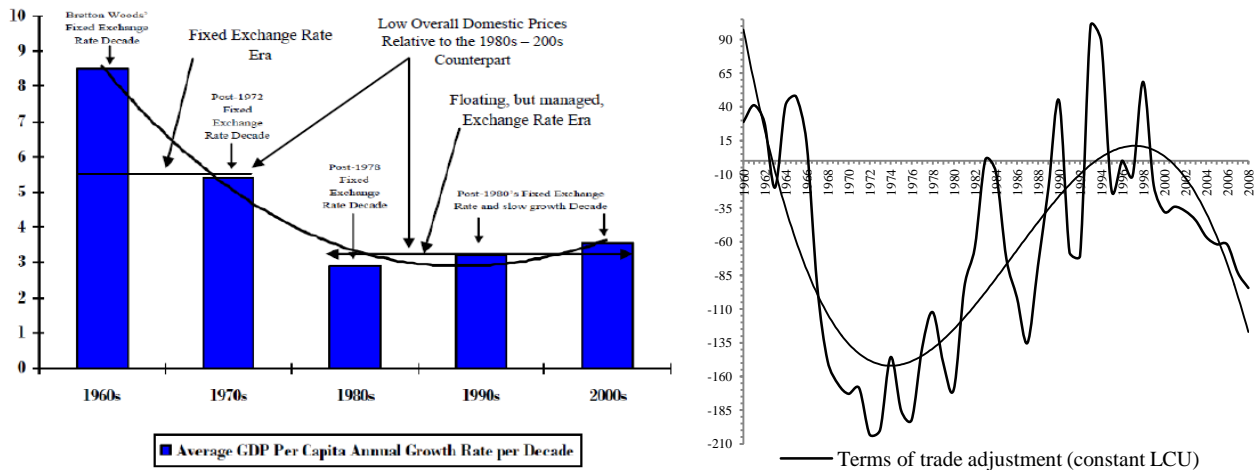 Bretton Woods'
Fixed Exchange
Rate Decade
Fixed Exchange Rate
Era
Low Overall Domestic Prices
Relative to the 1980s – 200s
Counterpart
Post-1972
Fixed
Exchange
Rate Decade
Floating, but managed,
Exchange Rate Era
Post-1978
Fixed
Exchange
Rate Decade
Post-1980's Fixed Exchange
Rate and slow growth Decade
10
9
8
7
6
5
4
3
2
1
0
1960s
1970s
1980s
1990s
2000s
Average GDP Per Capita Annual Growth Rate per Decade
90
65
40
15
-10
-35
-60
-85
-110
-135
-160
-185
-210
1960
1962
1964
1966
1968
1970
1972
1974
1976
1978
1980
1982
1984
1986
1988
1990
1992
1994
1996
1998
2000
2002
2004
2006
2008
Terms of trade adjustment (constant LCU)